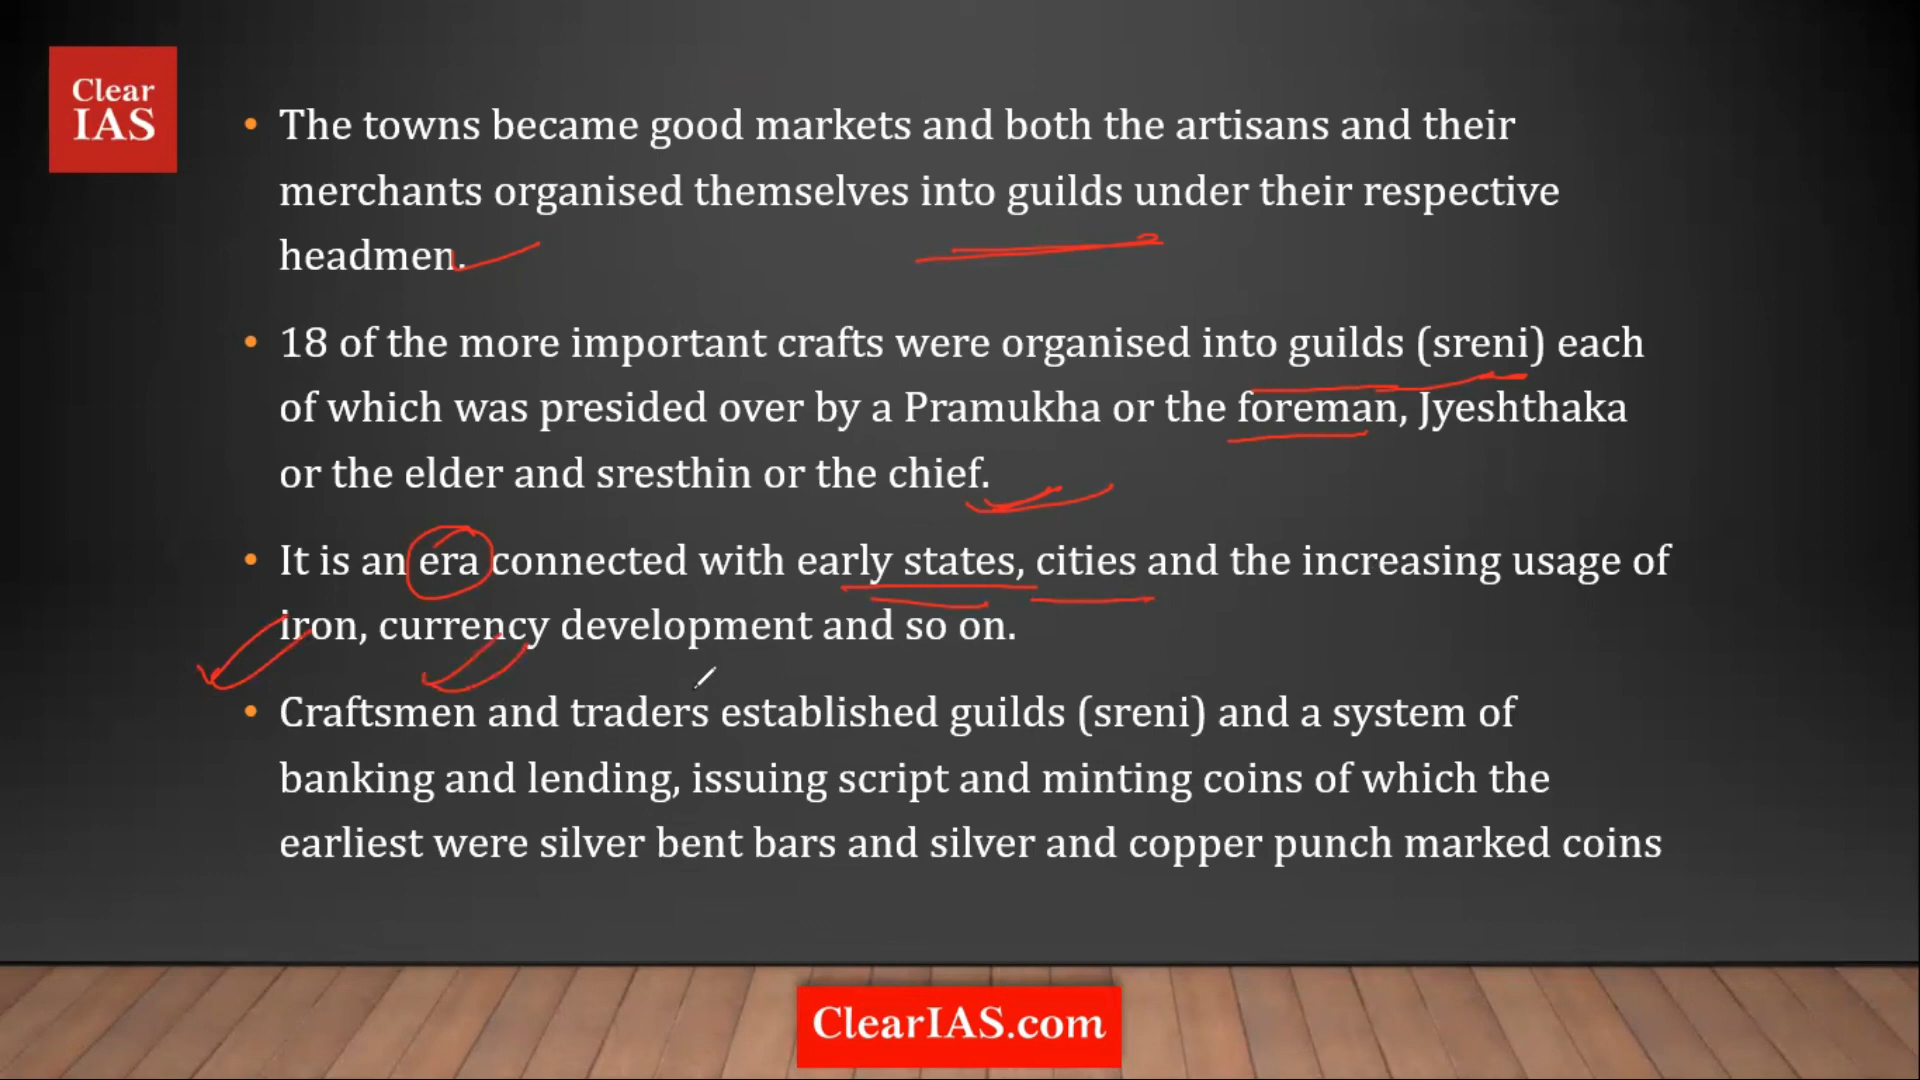 Clear
IAS
• The towns became good markets and both the artisans and their
merchants organised themselves into guilds under their respective
headmen.
• 18 of the more important crafts were organised into guilds (sreni) each
of which was presided over by a Pramukha or the foreman, Jyeshthaka
or the elder and sresthin or the chief.
• It is an era connected with early states, cities and the increasing usage of
iron, currency development and so on.
• Craftsmen and traders established guilds (sreni) and a system of
banking and lending, issuing script and minting coins of which the
earliest were silver bent bars and silver and copper punch marked coins
ClearIAS.com